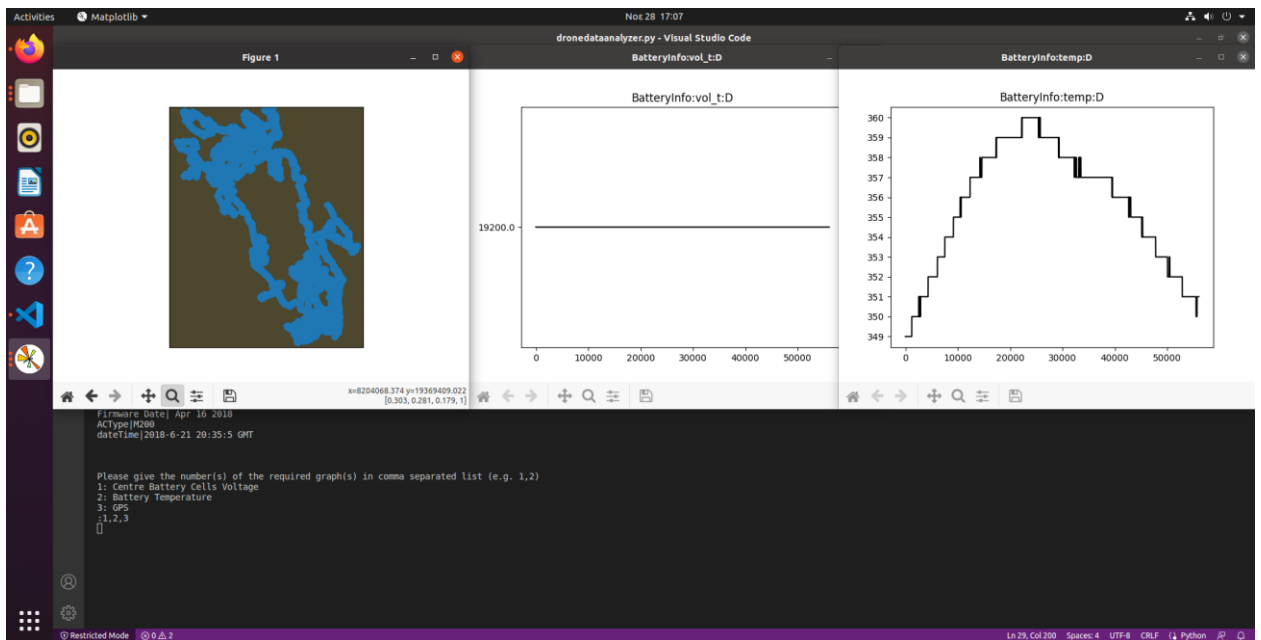 Activities
Matplotlib
Νοε 28 17:07
dronedataanalyzer.py - Visual Studio Code
Figure 1
BatteryInfo:vol_t:D
BatteryInfo:temp:D
x=8204068.374 y=19369409.022
[0.303, 0.281, 0.179, 1]
BatteryInfo:vol_t:D
19200.0
0 10000 20000 30000 40000 50000
BatteryInfo:temp:D
360
359
358
357
356
355
354
353
352
351
350
349
0 10000 20000 30000 40000 50000
Firmware Date| Apr 16 2018
ACType|M200
dateTime|2018-6-21 20:35:5 GMT
Please give the number(s) of the required graph(s) in comma separated list (e.g. 1,2)
1: Centre Battery Cells Voltage
2: Battery Temperature
3: GPS
:1,2,3
Restricted Mode 0 2
Ln 29, Col 200 Spaces: 4 UTF-8 CRLF Python